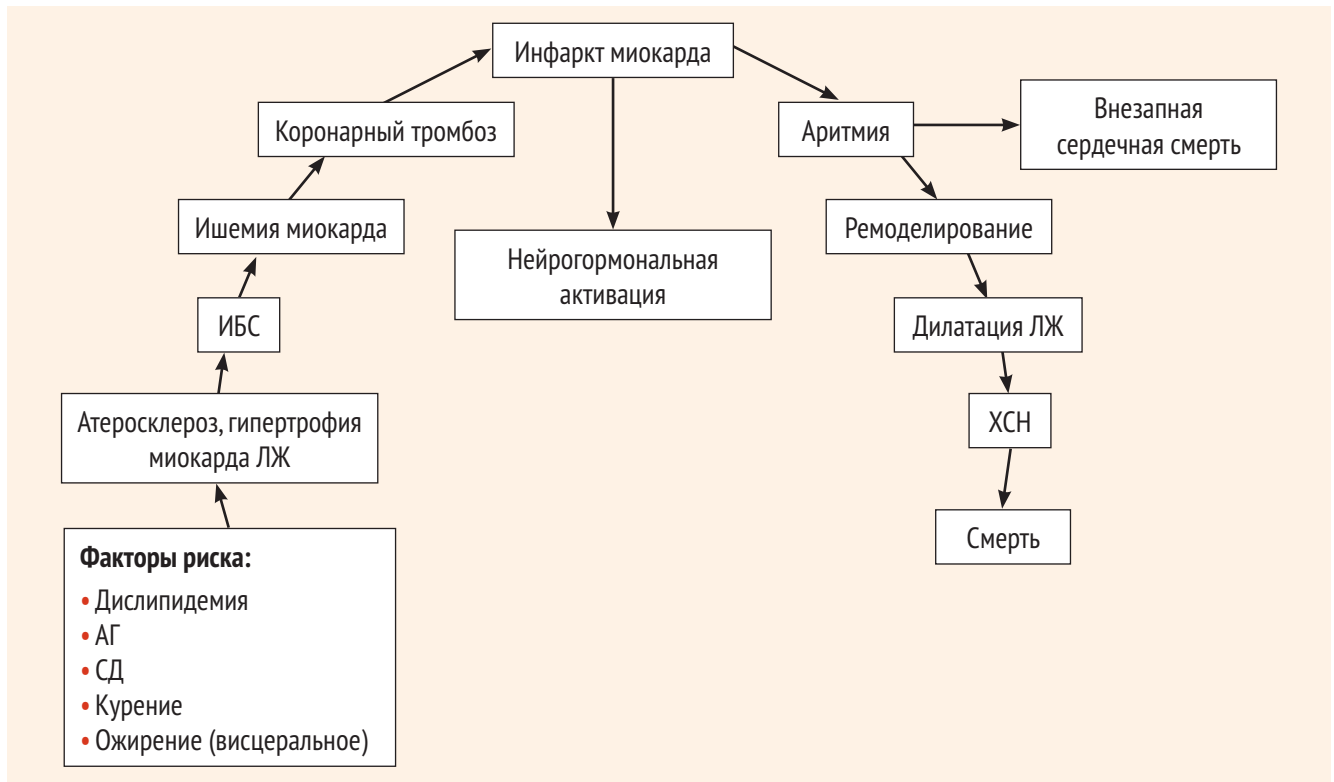 Инфаркт миокарда
Коронарный тромбоз
Аритмия
Внезапная
сердечная смерть
Ишемия миокарда
Нейрогормональная
активация
Ремоделирование
ИБС
Дилатация ЛЖ
Атеросклероз, гипертрофия
миокарда ЛЖ
ХСН
Смерть
Факторы риска:
• Дислипидемия
• АГ
• СД
• Курение
• Ожирение (висцеральное)